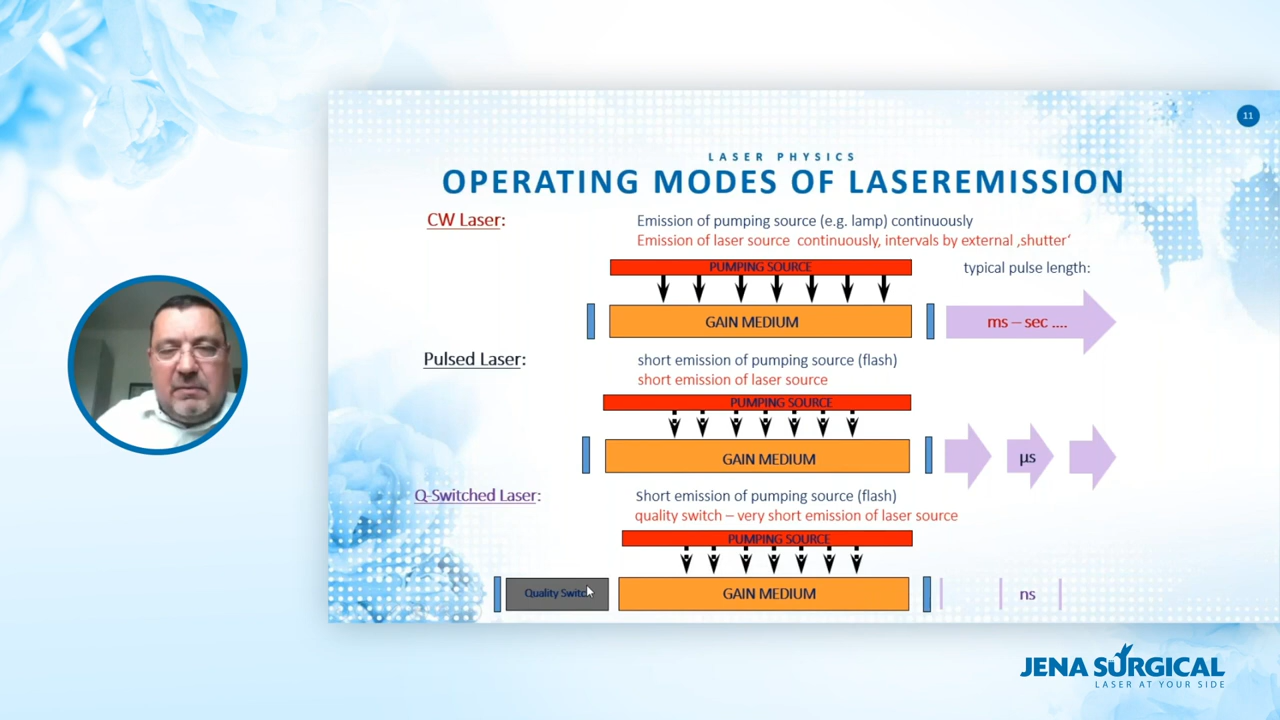 11
LASER PHYSICS
OPERATING MODES OF LASEREMISSION
CW Laser:
Emission of pumping source (e.g. lamp) continuously
Emission of laser source continuously, intervals by external ‚shutter‘
PUMPING SOURCE
typical pulse length:
GAIN MEDIUM
ms – sec ....
Pulsed Laser:
short emission of pumping source (flash)
short emission of laser source
PUMPING SOURCE
GAIN MEDIUM
µs
Q-Switched Laser:
short emission of pumping source (flash)
quality switch – very short emission of laser source
PUMPING SOURCE
Quality Switch
GAIN MEDIUM
ns
JENA SURGICAL
LASER AT YOUR SIDE